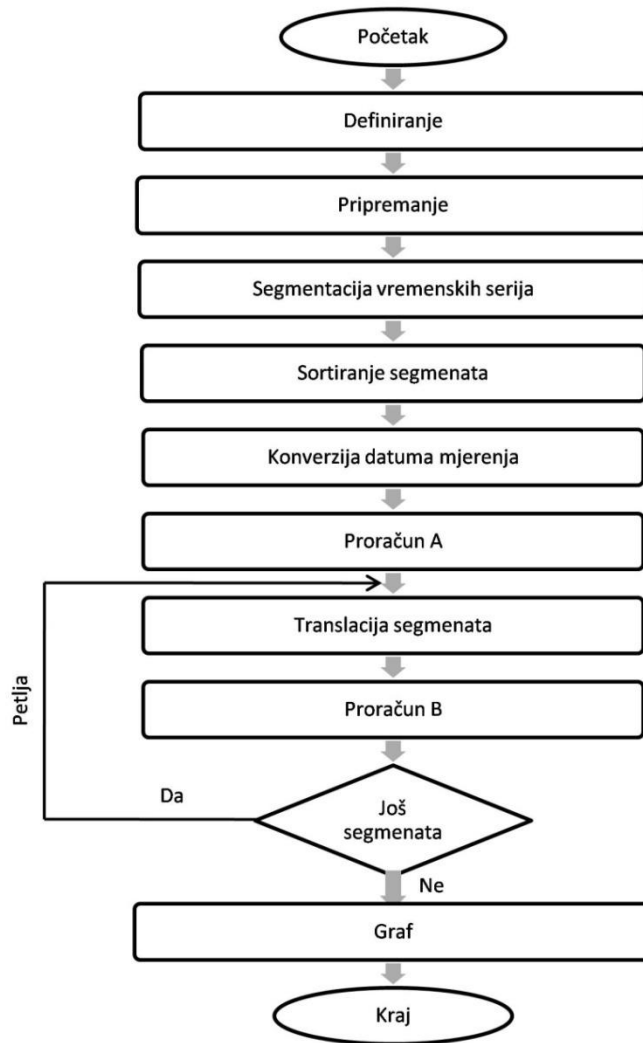 Početak
Definiranje
Pripremanje
Segmentacija vremenskih serija
Sortiranje segmenata
Konverzija datuma mjerenja
Proračun A
Translacija segmenata
Proračun B
Petlja
Da
Još
segmenata
Ne
Graf
Kraj